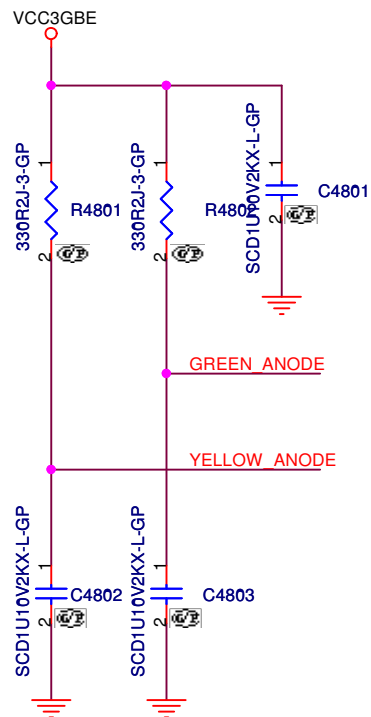 VCC3GBE
330R2J-3-GP
1
R4801
2
G/P
330R2J-3-GP
1
R4802
2
G/P
SCD1U10V2KX-L-GP
1
C4801
2
G/P
GREEN_ANODE
YELLOW_ANODE
SCD1U10V2KX-L-GP
1
C4802
2
G/P
SCD1U10V2KX-L-GP
1
C4803
2
G/P